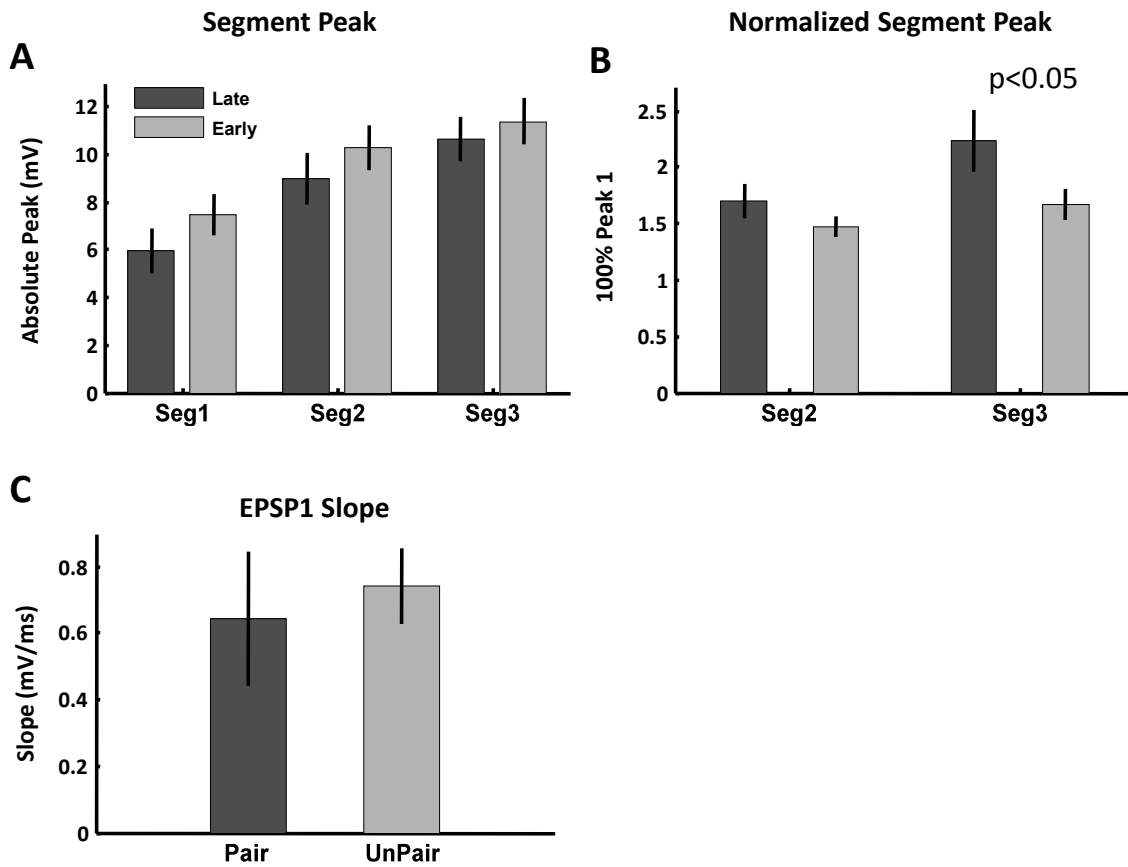 Segment Peak
A
Absolute Peak (mV)
12
10
8
6
4
2
0
Late
Early
Seg1 Seg2 Seg3
Normalized Segment Peak
B
p<0.05
100% Peak 1
2.5
2
1.5
1
0.5
0
Seg2 Seg3
C
EPSP1 Slope
Slope (mV/ms)
0.8
0.6
0.4
0.2
0
Pair UnPair